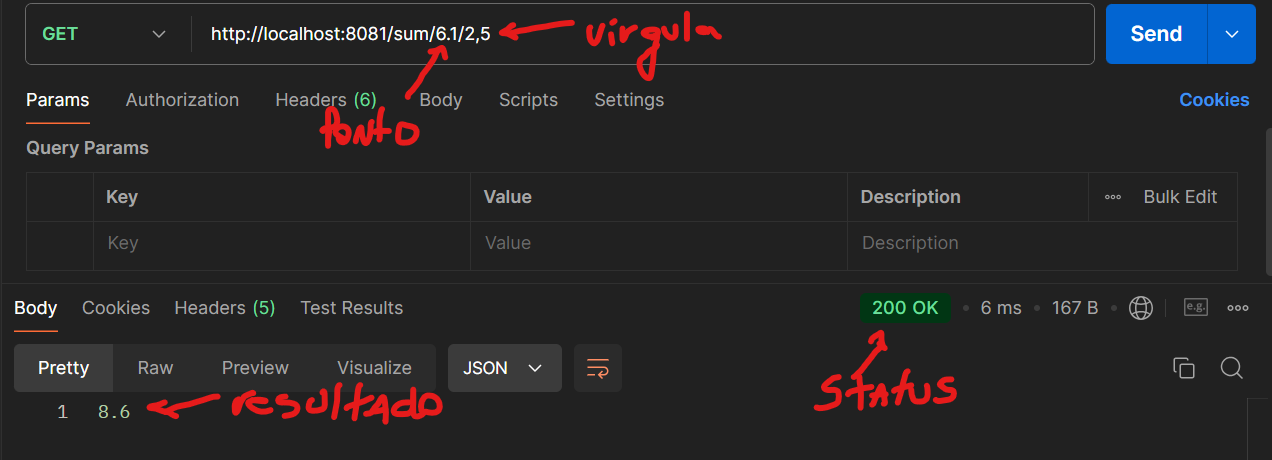 GET http://localhost:8081/sum/6.1/2,5 virgula Send
Params Authorization Headers (6) Body Scripts Settings Cookies
Ponto
Query Params
Key Value Description Bulk Edit
Key Value Description
Body Cookies Headers (5) Test Results 200 OK 6 ms 167 B e.g.
Pretty Raw Preview Visualize JSON
Status
1 8.6 resultado